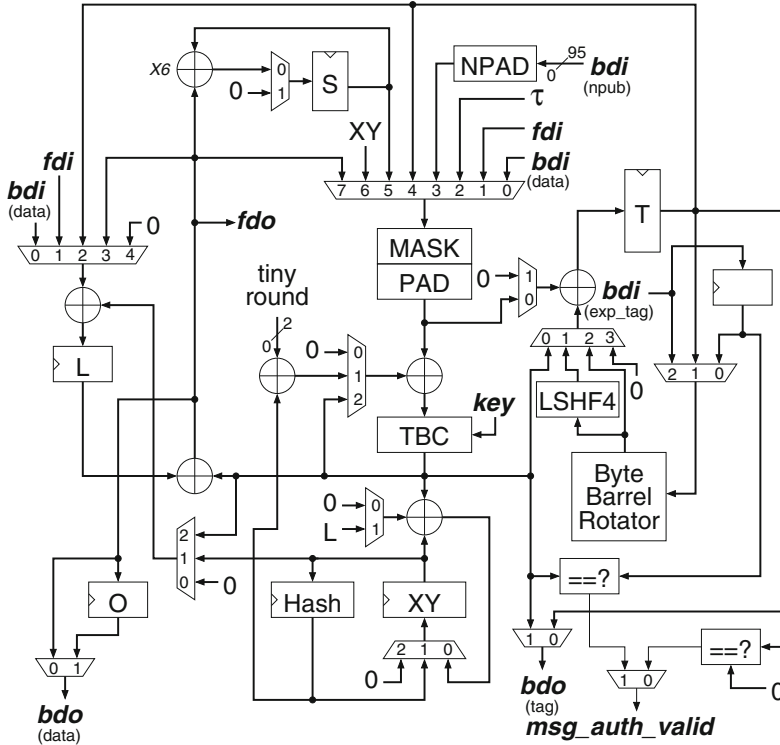 NPAD
0 95
bdi
(npub)
X6
0
0
1
S
τ
XY
fdi
bdi
(data)
fdi
bdi
(data)
0
0 1 2 3 4
7 6 5 4 3 2 1 0
fdo
T
MASK
PAD
0
1
0
bdi
(exp_tag)
tiny
round
0 2
0
0
1
2
0 1 2 3
0
2 1 0
L
LSHF4
key
TBC
Byte
Barrel
Rotator
0
L
0
1
2
1
0
0
==?
O
Hash
XY
2 1 0
0
1 0
==?
0
0 1
bdo
(data)
bdo
(tag)
1 0
msg_auth_valid